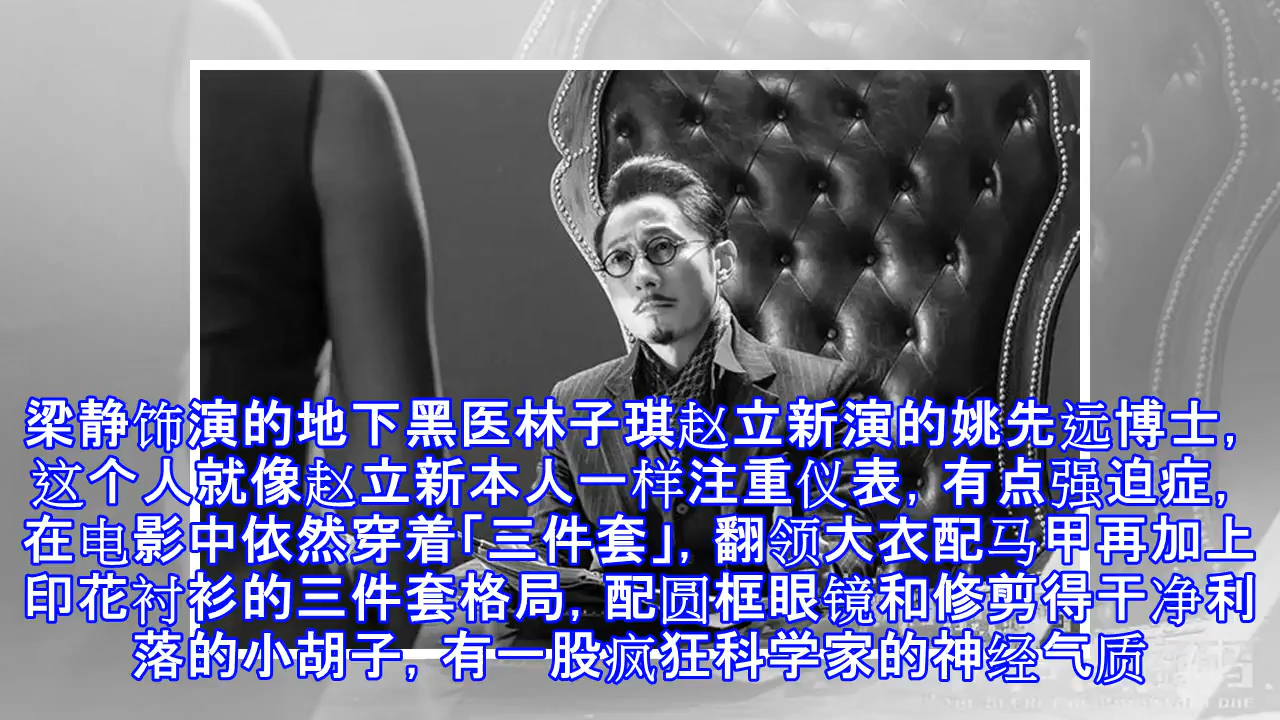 梁静饰演的地下黑医林子琪赵立新演的姚先远博士,
这个人就像赵立新本人一样注重仪表,有点强迫症,
在电影中依然穿着「三件套」,翻领大衣配马甲再加上
印花衬衫的三件套格局,配圆框眼镜和修剪得干净利
落的小胡子,有一股疯狂科学家的神经气质